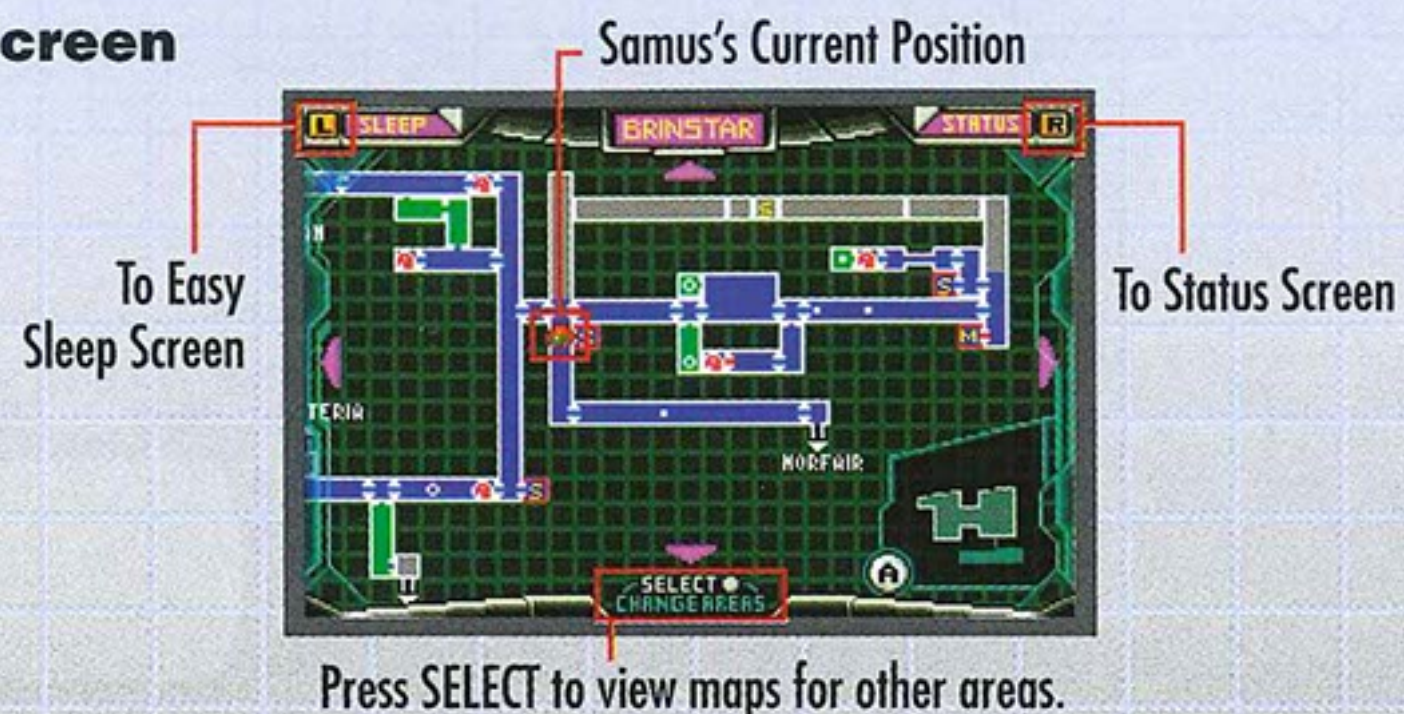 creen
Samus's Current Position
L SLEEP
BRINSTAR
STATUS R
S
S
M
TERIA
NORFAIR
S
A
SELECT
CHANGE AREAS
To Easy
Sleep Screen
To Status Screen
Press SELECT to view maps for other areas.